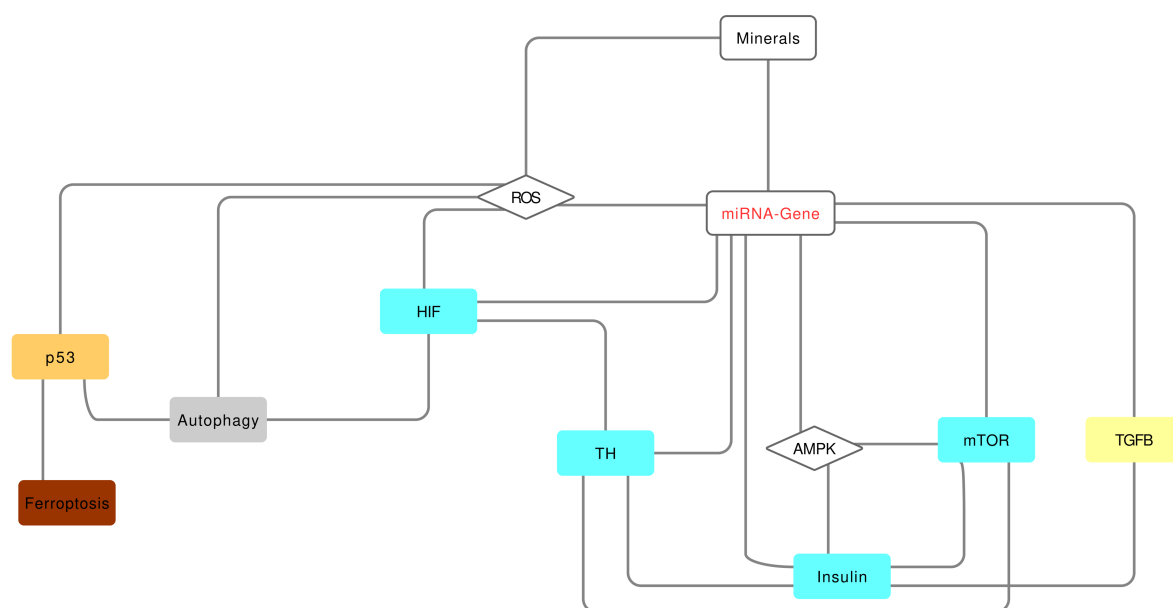 Minerals
ROS
miRNA-Gene
HIF
p53
Autophagy
TH
AMPK
mTOR
TGFB
Ferroptosis
Insulin